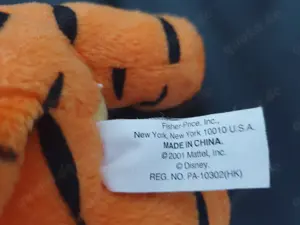 Fisher-Price, Inc.,
New York, New York 10010 U.S.A.
MADE IN CHINA.
©2001 Mattel, Inc.
© Disney.
REG. NO. PA-10302(HK)